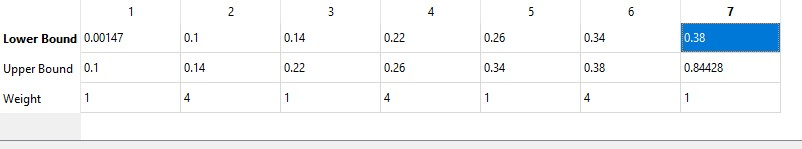 1 2 3 4 5 6 7
Lower Bound 0.00147 0.1 0.14 0.22 0.26 0.34 0.38
Upper Bound 0.1 0.14 0.22 0.26 0.34 0.38 0.84428
Weight 1 4 1 4 1 4 1